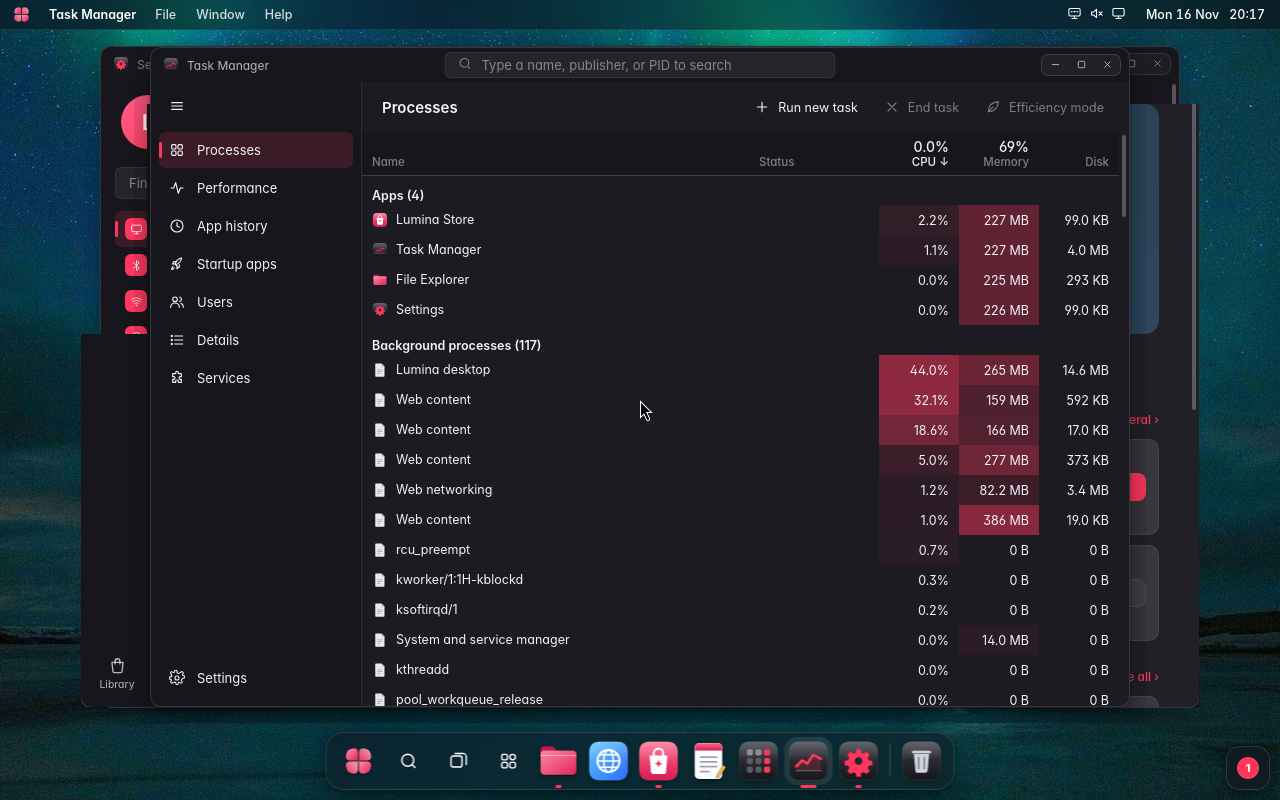 Task Manager File Window Help Mon 16 Nov 20:17
Se
Task Manager
Type a name, publisher, or PID to search
Processes
Run new task
End task
Efficiency mode
Fin
Processes
Performance
App history
Startup apps
Users
Details
Services
Settings
Library
0.0% 69%
Name Status CPU ↓ Memory Disk
Apps (4)
Lumina Store 2.2% 227 MB 99.0 KB
Task Manager 1.1% 227 MB 4.0 MB
File Explorer 0.0% 225 MB 293 KB
Settings 0.0% 226 MB 99.0 KB
Background processes (117)
Lumina desktop 44.0% 265 MB 14.6 MB
Web content 32.1% 159 MB 592 KB
Web content 18.6% 166 MB 17.0 KB
Web content 5.0% 277 MB 373 KB
Web networking 1.2% 82.2 MB 3.4 MB
Web content 1.0% 386 MB 19.0 KB
rcu_preempt 0.7% 0 B 0 B
kworker/1:1H-kblockd 0.3% 0 B 0 B
ksoftirqd/1 0.2% 0 B 0 B
System and service manager 0.0% 14.0 MB 0 B
kthreadd 0.0% 0 B 0 B
pool_workqueue_release 0.0% 0 B 0 B
eral ›
e all ›
1